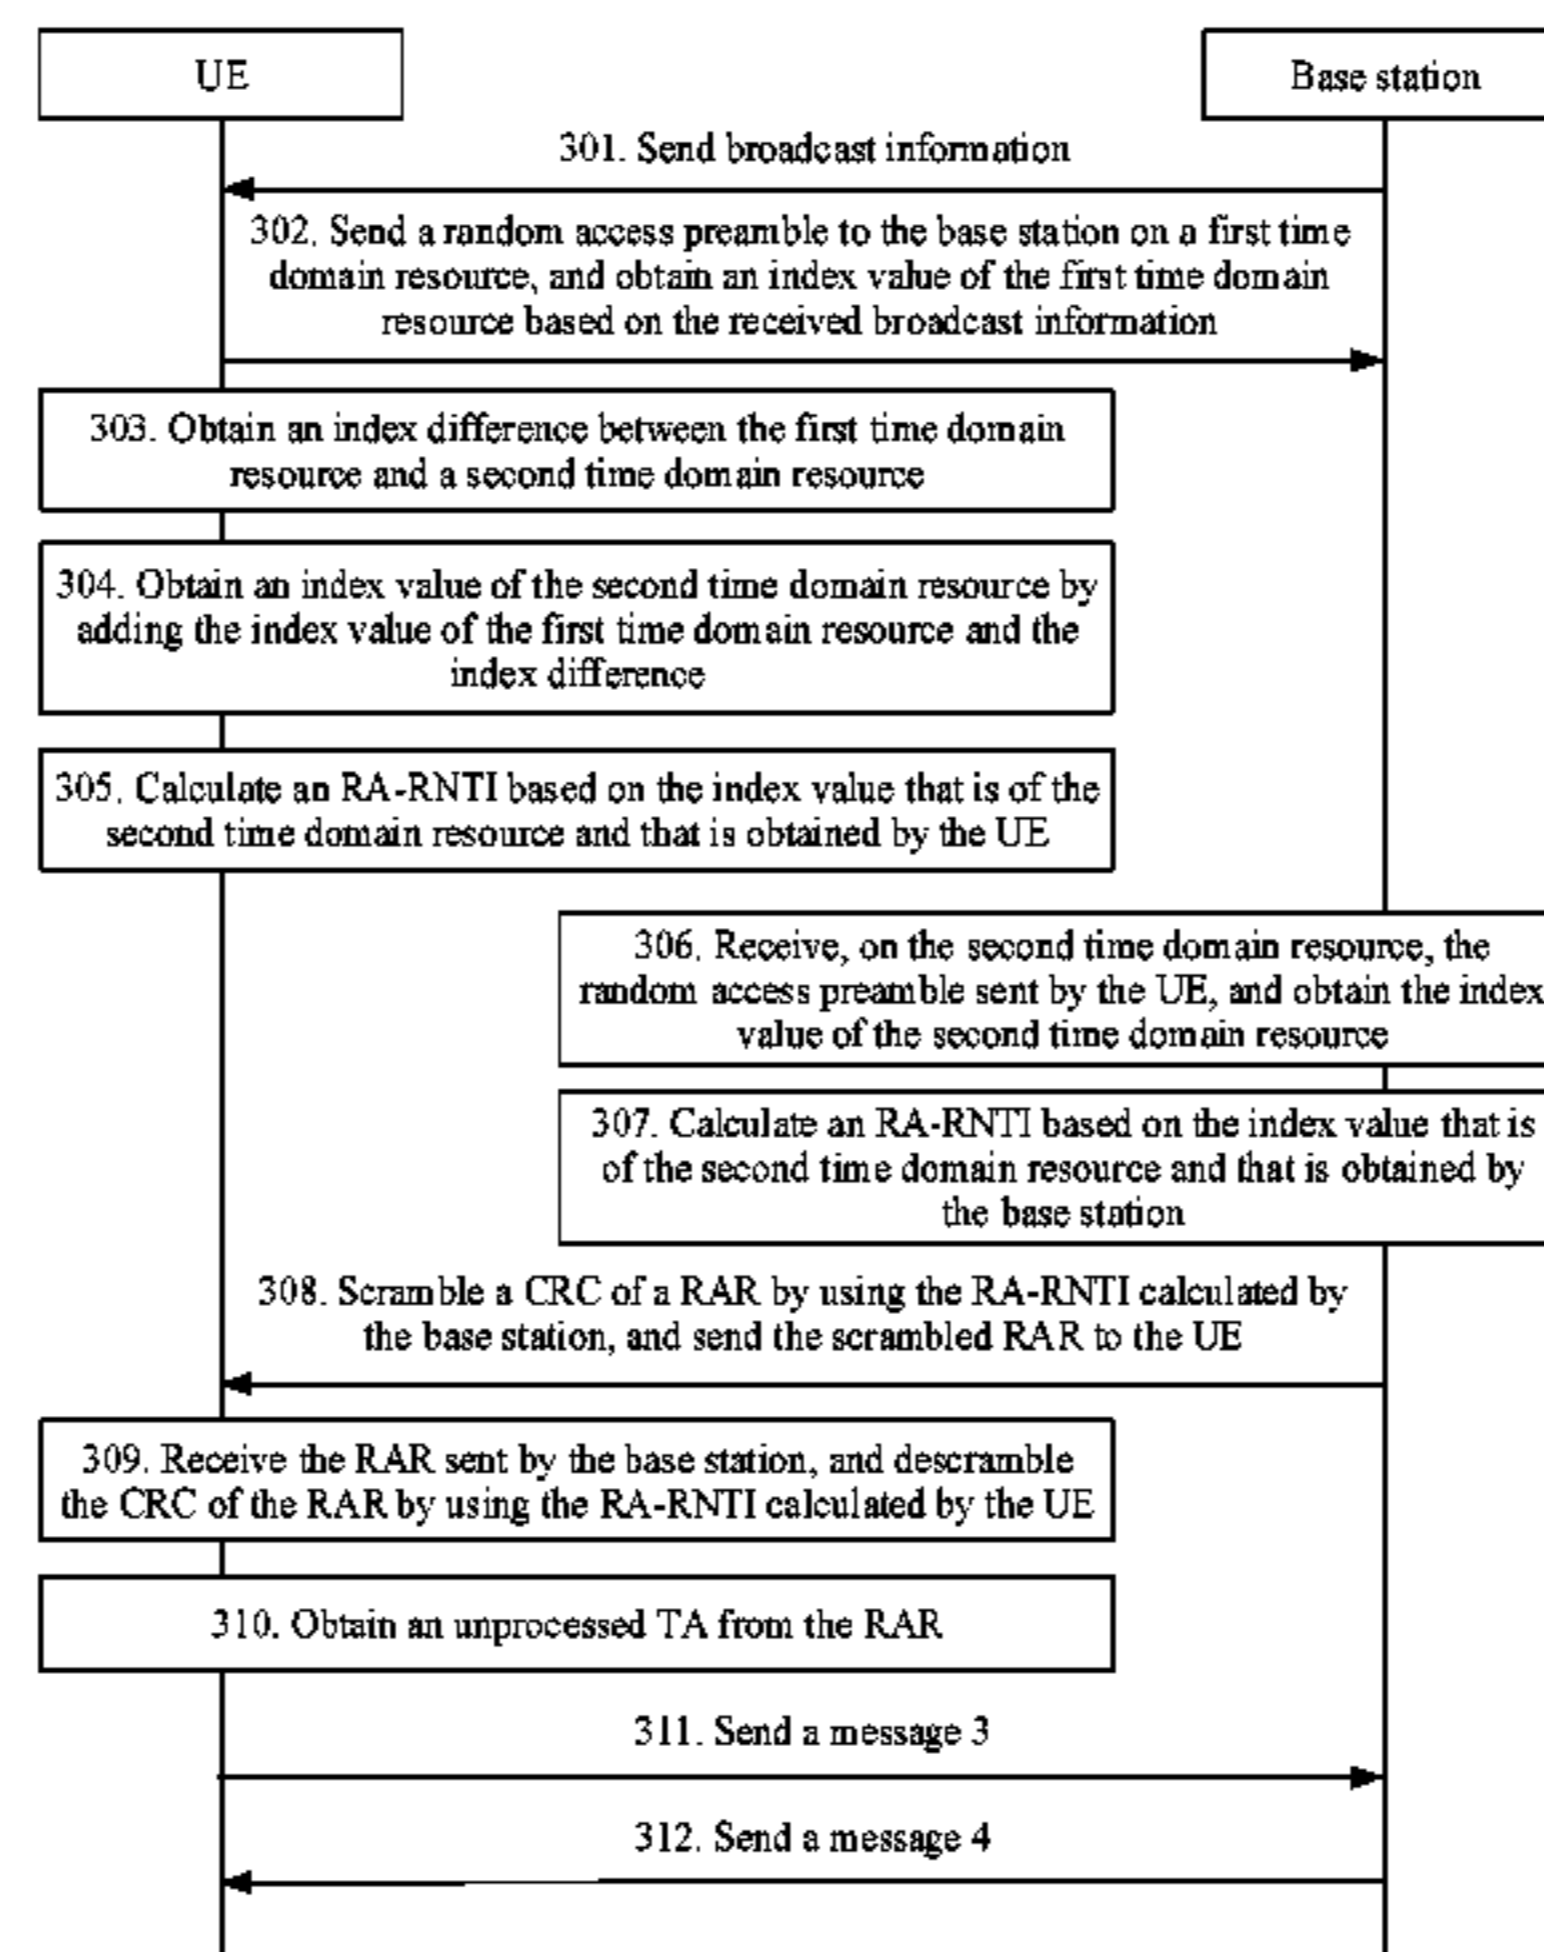 UE
Base station
301. Send broadcast information
302. Send a random access preamble to the base station on a first time
domain resource, and obtain an index value of the first time domain
resource based on the received broadcast information
303. Obtain an index difference between the first time domain
resource and a second time domain resource
304. Obtain an index value of the second time domain resource by
adding the index value of the first time domain resource and the
index difference
305. Calculate an RA-RNTI based on the index value that is of the
second time domain resource and that is obtained by the UE
306. Receive, on the second time domain resource, the
random access preamble sent by the UE, and obtain the index
value of the second time domain resource
307. Calculate an RA-RNTI based on the index value that is
of the second time domain resource and that is obtained by
the base station
308. Scramble a CRC of a RAR by using the RA-RNTI calculated by
the base station, and send the scrambled RAR to the UE
309. Receive the RAR sent by the base station, and descramble
the CRC of the RAR by using the RA-RNTI calculated by the UE
310. Obtain an unprocessed TA from the RAR
311. Send a message 3
312. Send a message 4